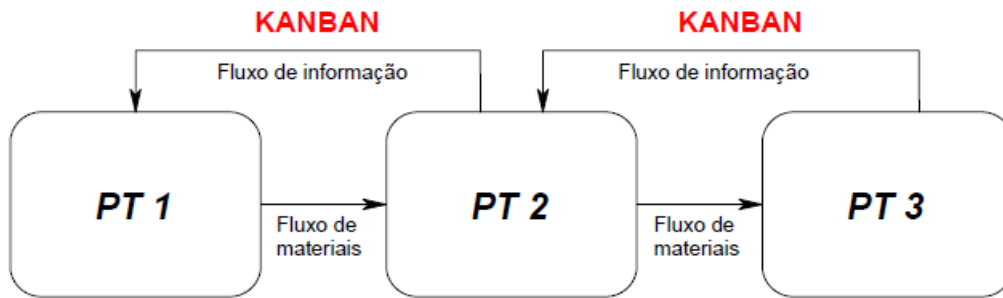 KANBAN
KANBAN
Fluxo de informação
Fluxo de informação
PT 1
PT 2
PT 3
Fluxo de
materiais
Fluxo de
materiais